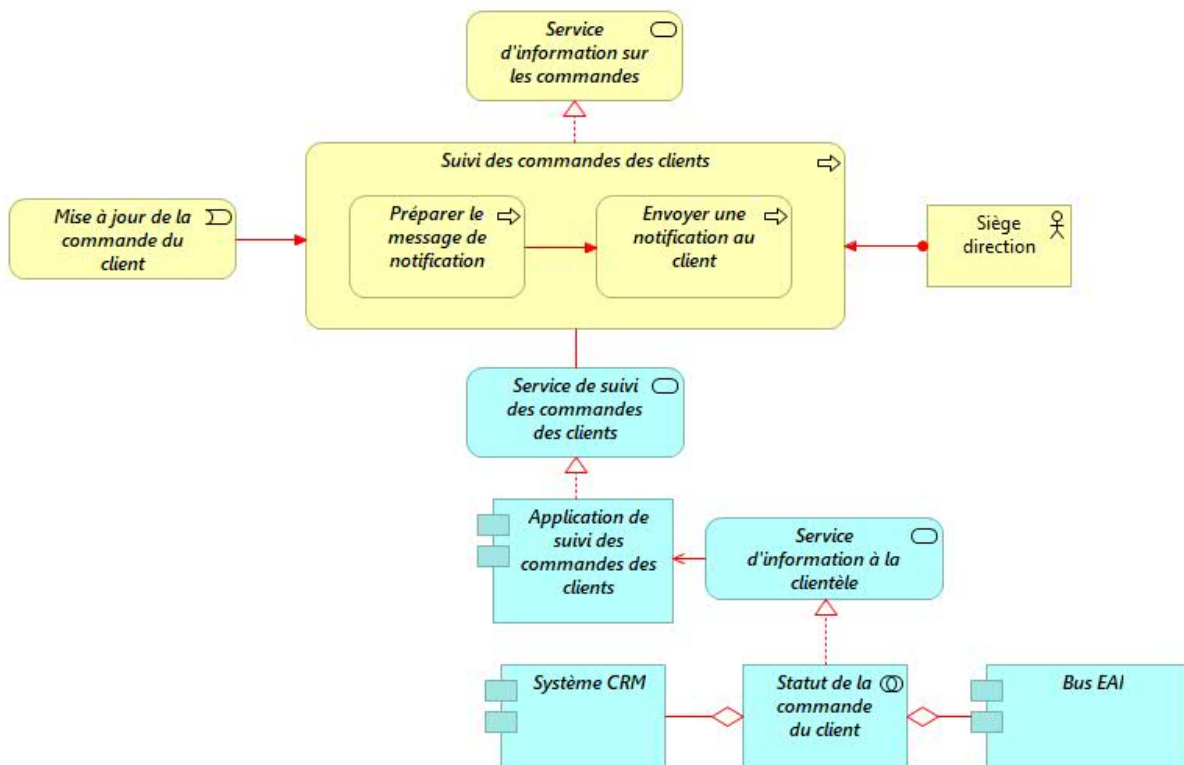 Service
d'information sur
les commandes
Suivi des commandes des clients
Mise à jour de la
commande du
client
Préparer le
message de
notification
Envoyer une
notification au
client
Siège
direction
Service de suivi
des commandes
des clients
Application de
suivi des
commandes des
clients
Service
d'information à la
clientèle
Système CRM
Statut de la
commande
du client
Bus EAI